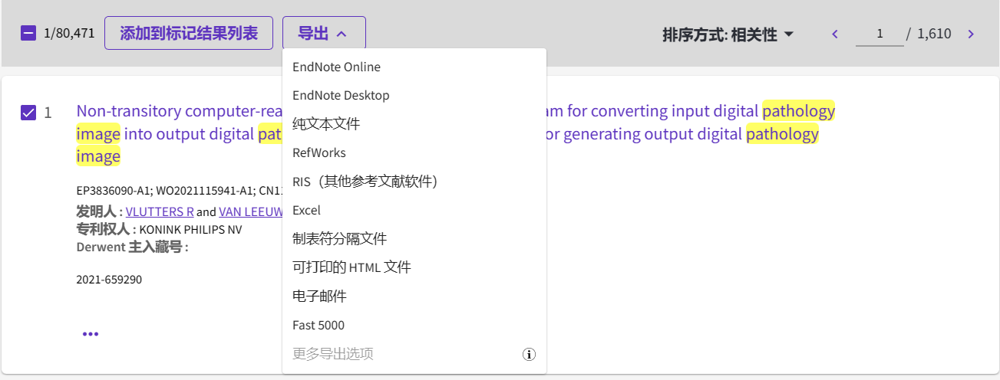 1/80,471 添加到标记结果列表 导出 排序方式: 相关性 1 / 1,610
EndNote Online
EndNote Desktop
纯文本文件
RefWorks
RIS（其他参考文献软件）
Excel
制表符分隔文件
可打印的 HTML 文件
电子邮件
Fast 5000
更多导出选项
1 Non-transitory computer-rea am for converting input digital pathology
image into output digital pat or generating output digital pathology
image
EP3836090-A1; WO2021115941-A1; CN11
发明人 : VLUTTERS R and VAN LEEUW
专利权人 : KONINK PHILIPS NV
Derwent 主入藏号 :
2021-659290